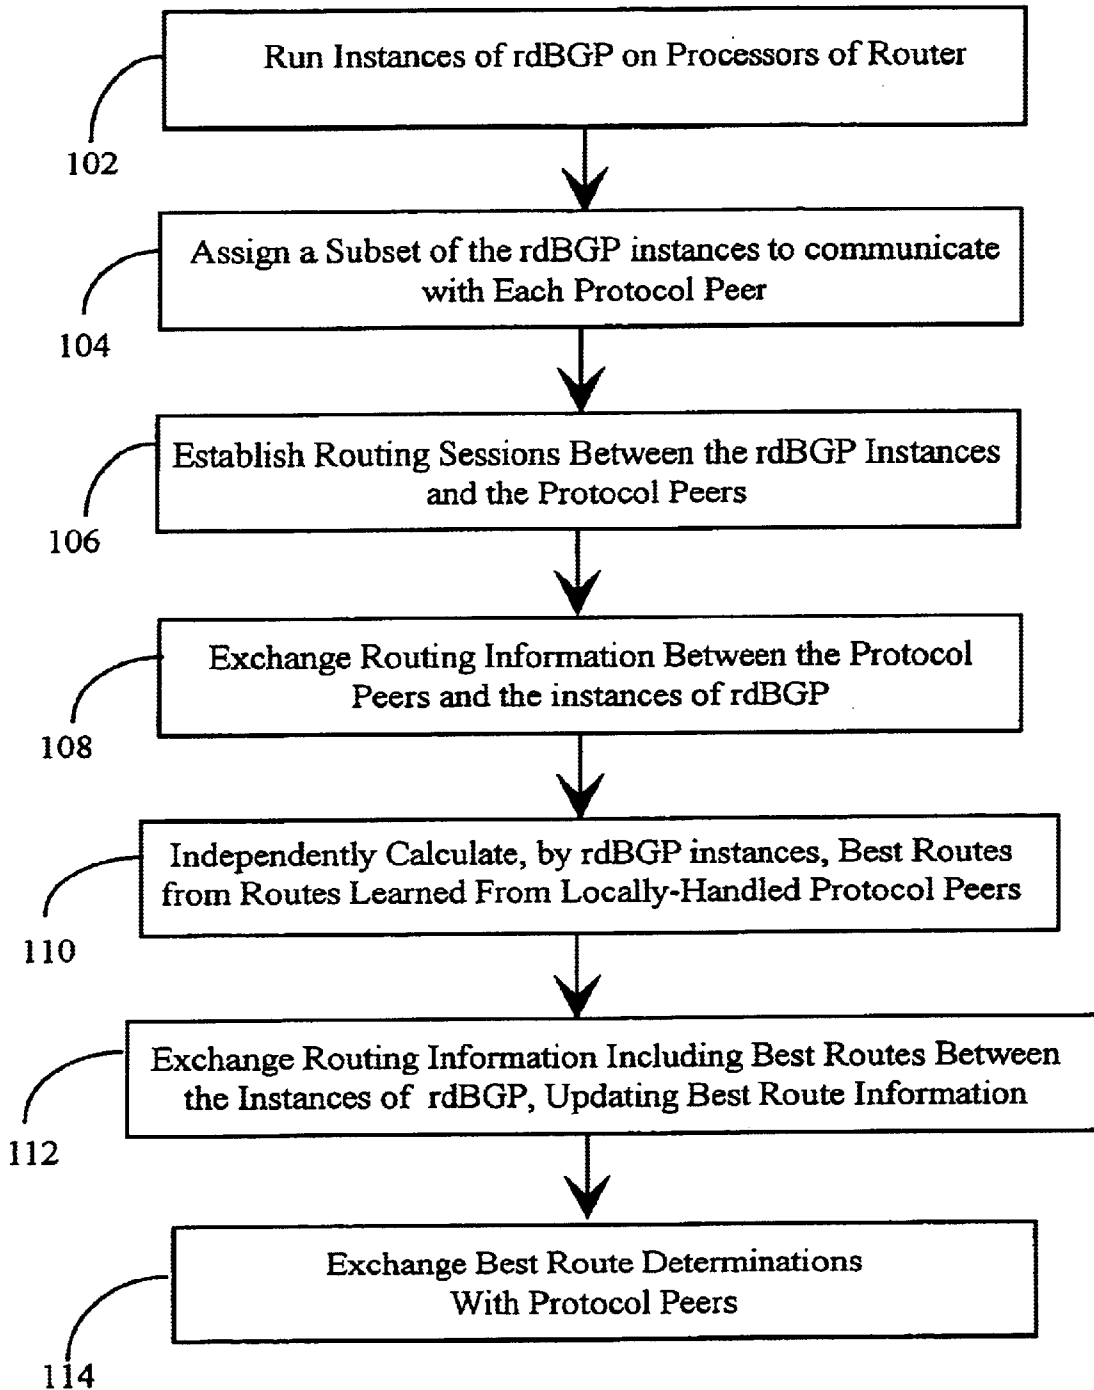 Run Instances of rdBGP on Processors of Router
102
Assign a Subset of the rdBGP instances to communicate
with Each Protocol Peer
104
Establish Routing Sessions Between the rdBGP Instances
and the Protocol Peers
106
Exchange Routing Information Between the Protocol
Peers and the instances of rdBGP
108
Independently Calculate, by rdBGP instances, Best Routes
from Routes Learned From Locally-Handled Protocol Peers
110
Exchange Routing Information Including Best Routes Between
the Instances of rdBGP, Updating Best Route Information
112
Exchange Best Route Determinations
With Protocol Peers
114